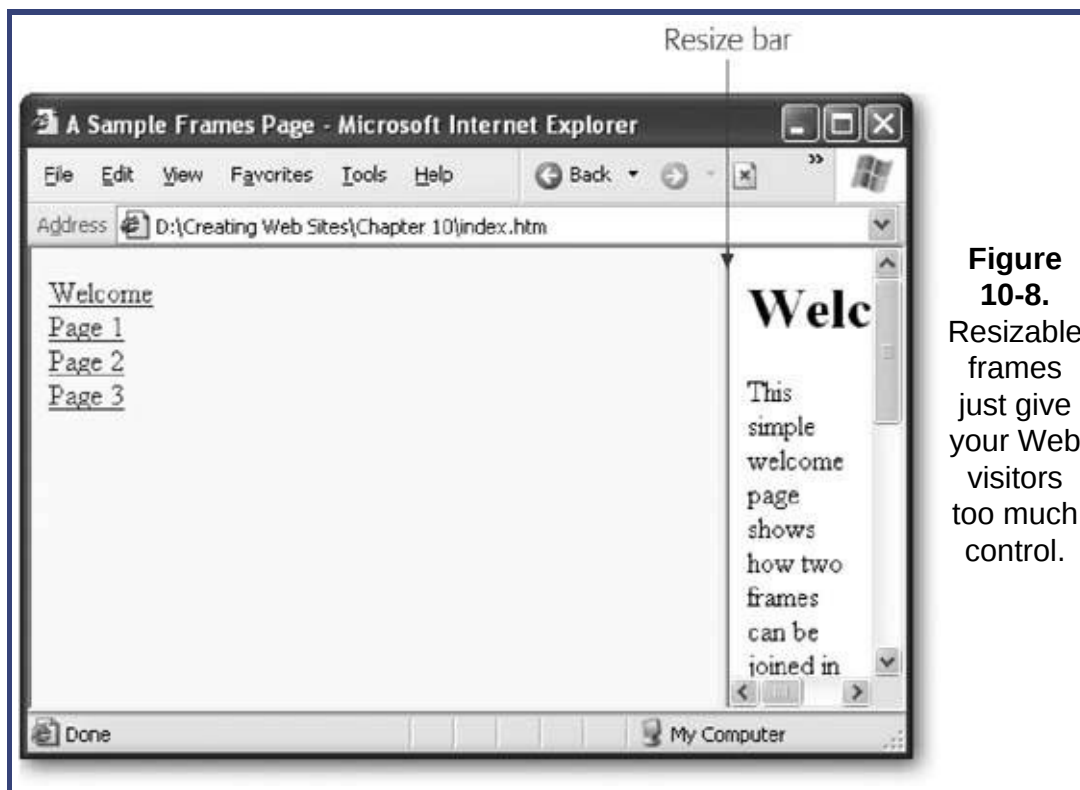 Resize bar
A Sample Frames Page - Microsoft Internet Explorer
File Edit View Favorites Tools Help Back »
Address D:\Creating Web Sites\Chapter 10\index.htm
Welcome
Page 1
Page 2
Page 3
Welc
This
simple
welcome
page
shows
how two
frames
can be
joined in
Done My Computer
Figure
10-8.
Resizable
frames
just give
your Web
visitors
too much
control.